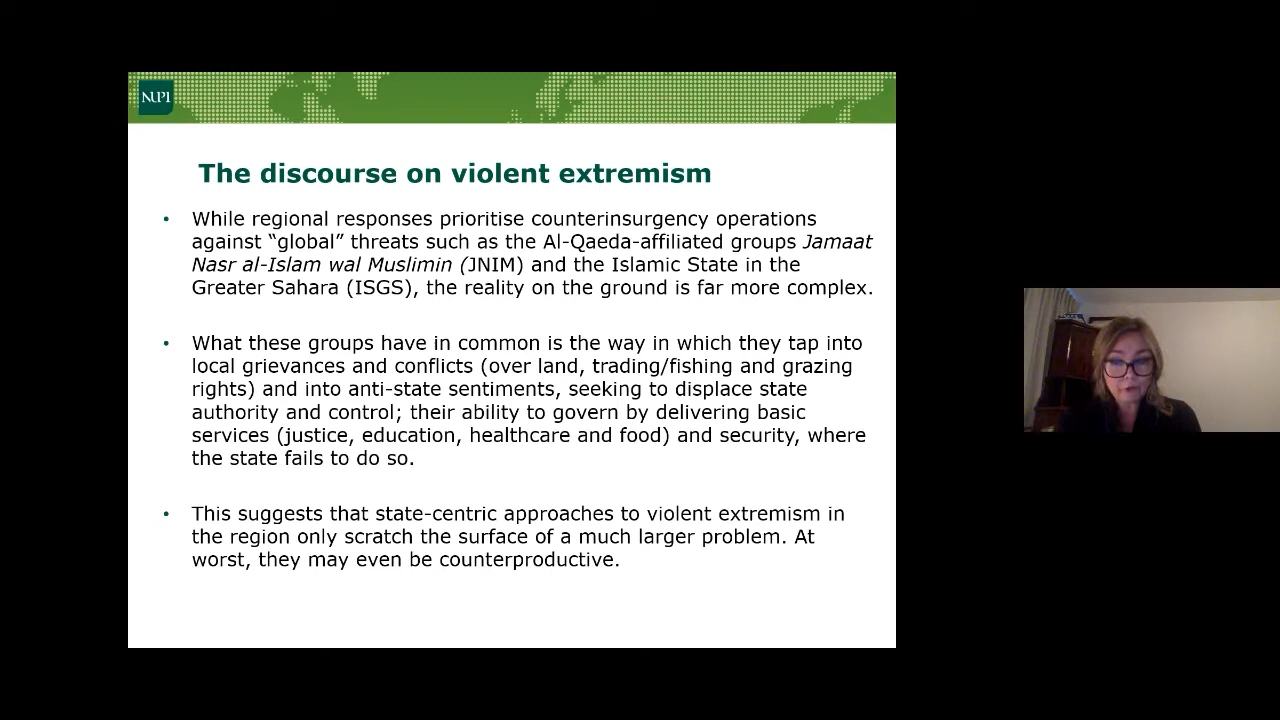 NUPI
The discourse on violent extremism
• While regional responses prioritise counterinsurgency operations
against “global” threats such as the Al-Qaeda-affiliated groups Jamaat
Nasr al-Islam wal Muslimin (JNIM) and the Islamic State in the
Greater Sahara (ISGS), the reality on the ground is far more complex.
• What these groups have in common is the way in which they tap into
local grievances and conflicts (over land, trading/fishing and grazing
rights) and into anti-state sentiments, seeking to displace state
authority and control; their ability to govern by delivering basic
services (justice, education, healthcare and food) and security, where
the state fails to do so.
• This suggests that state-centric approaches to violent extremism in
the region only scratch the surface of a much larger problem. At
worst, they may even be counterproductive.